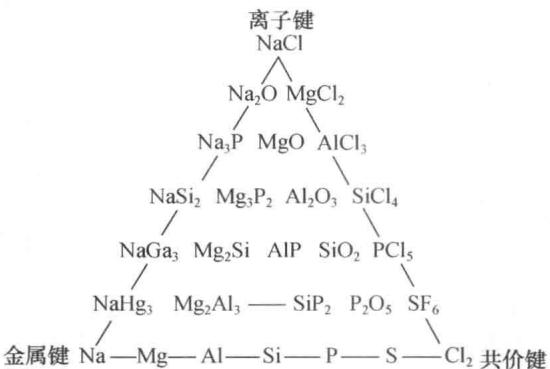 离子键
NaCl
Na₂O MgCl₂
Na₃P MgO AlCl₃
NaSi₂ Mg₃P₂ Al₂O₃ SiCl₄
NaGa₃ Mg₂Si AlP SiO₂ PCl₅
NaHg₃ Mg₂Al₃ — SiP₂ P₂O₅ SF₆
金属键 Na—Mg—Al—Si—P—S—Cl₂ 共价键